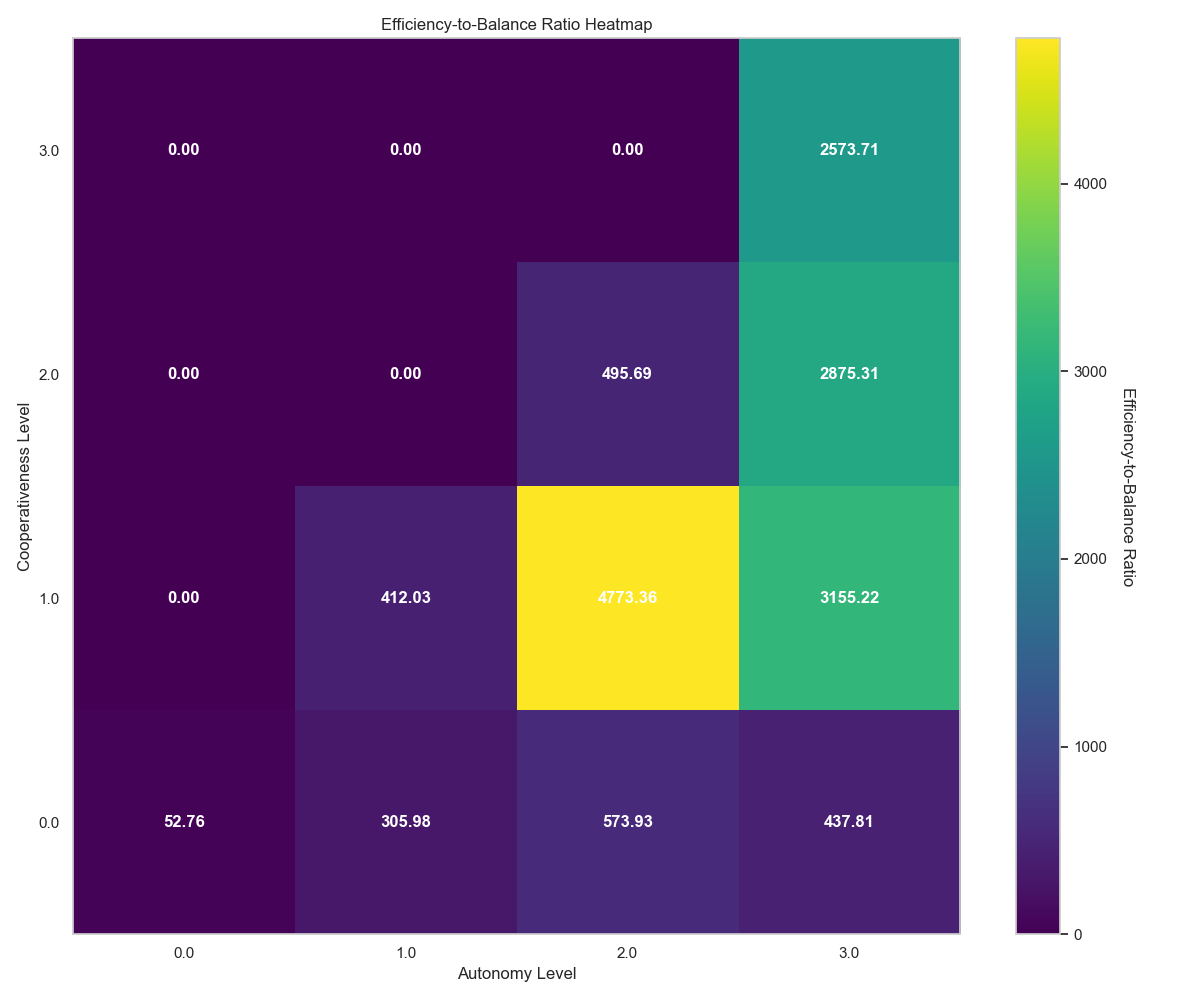 Efficiency-to-Balance Ratio Heatmap
3.0 0.00 0.00 0.00 2573.71
2.0 0.00 0.00 495.69 2875.31
1.0 0.00 412.03 4773.36 3155.22
0.0 52.76 305.98 573.93 437.81
0.0 1.0 2.0 3.0
Autonomy Level
Cooperativeness Level
4000
3000
2000
1000
0
Efficiency-to-Balance Ratio